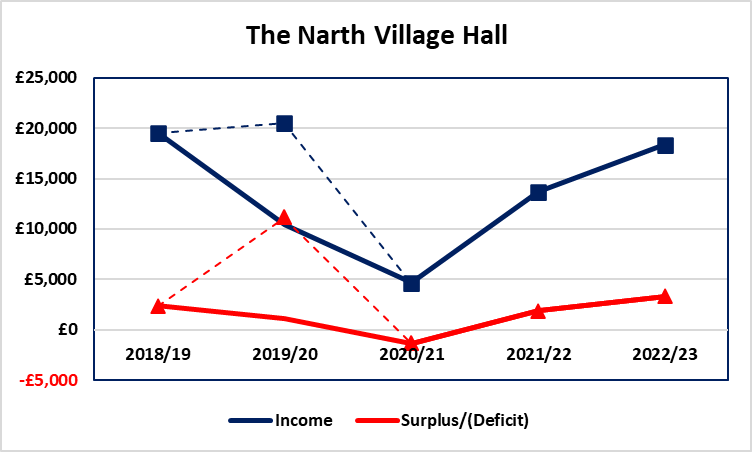 The Narth Village Hall
£25,000
£20,000
£15,000
£10,000
£5,000
£0
-£5,000
2018/19 2019/20 2020/21 2021/22 2022/23
Income Surplus/(Deficit)